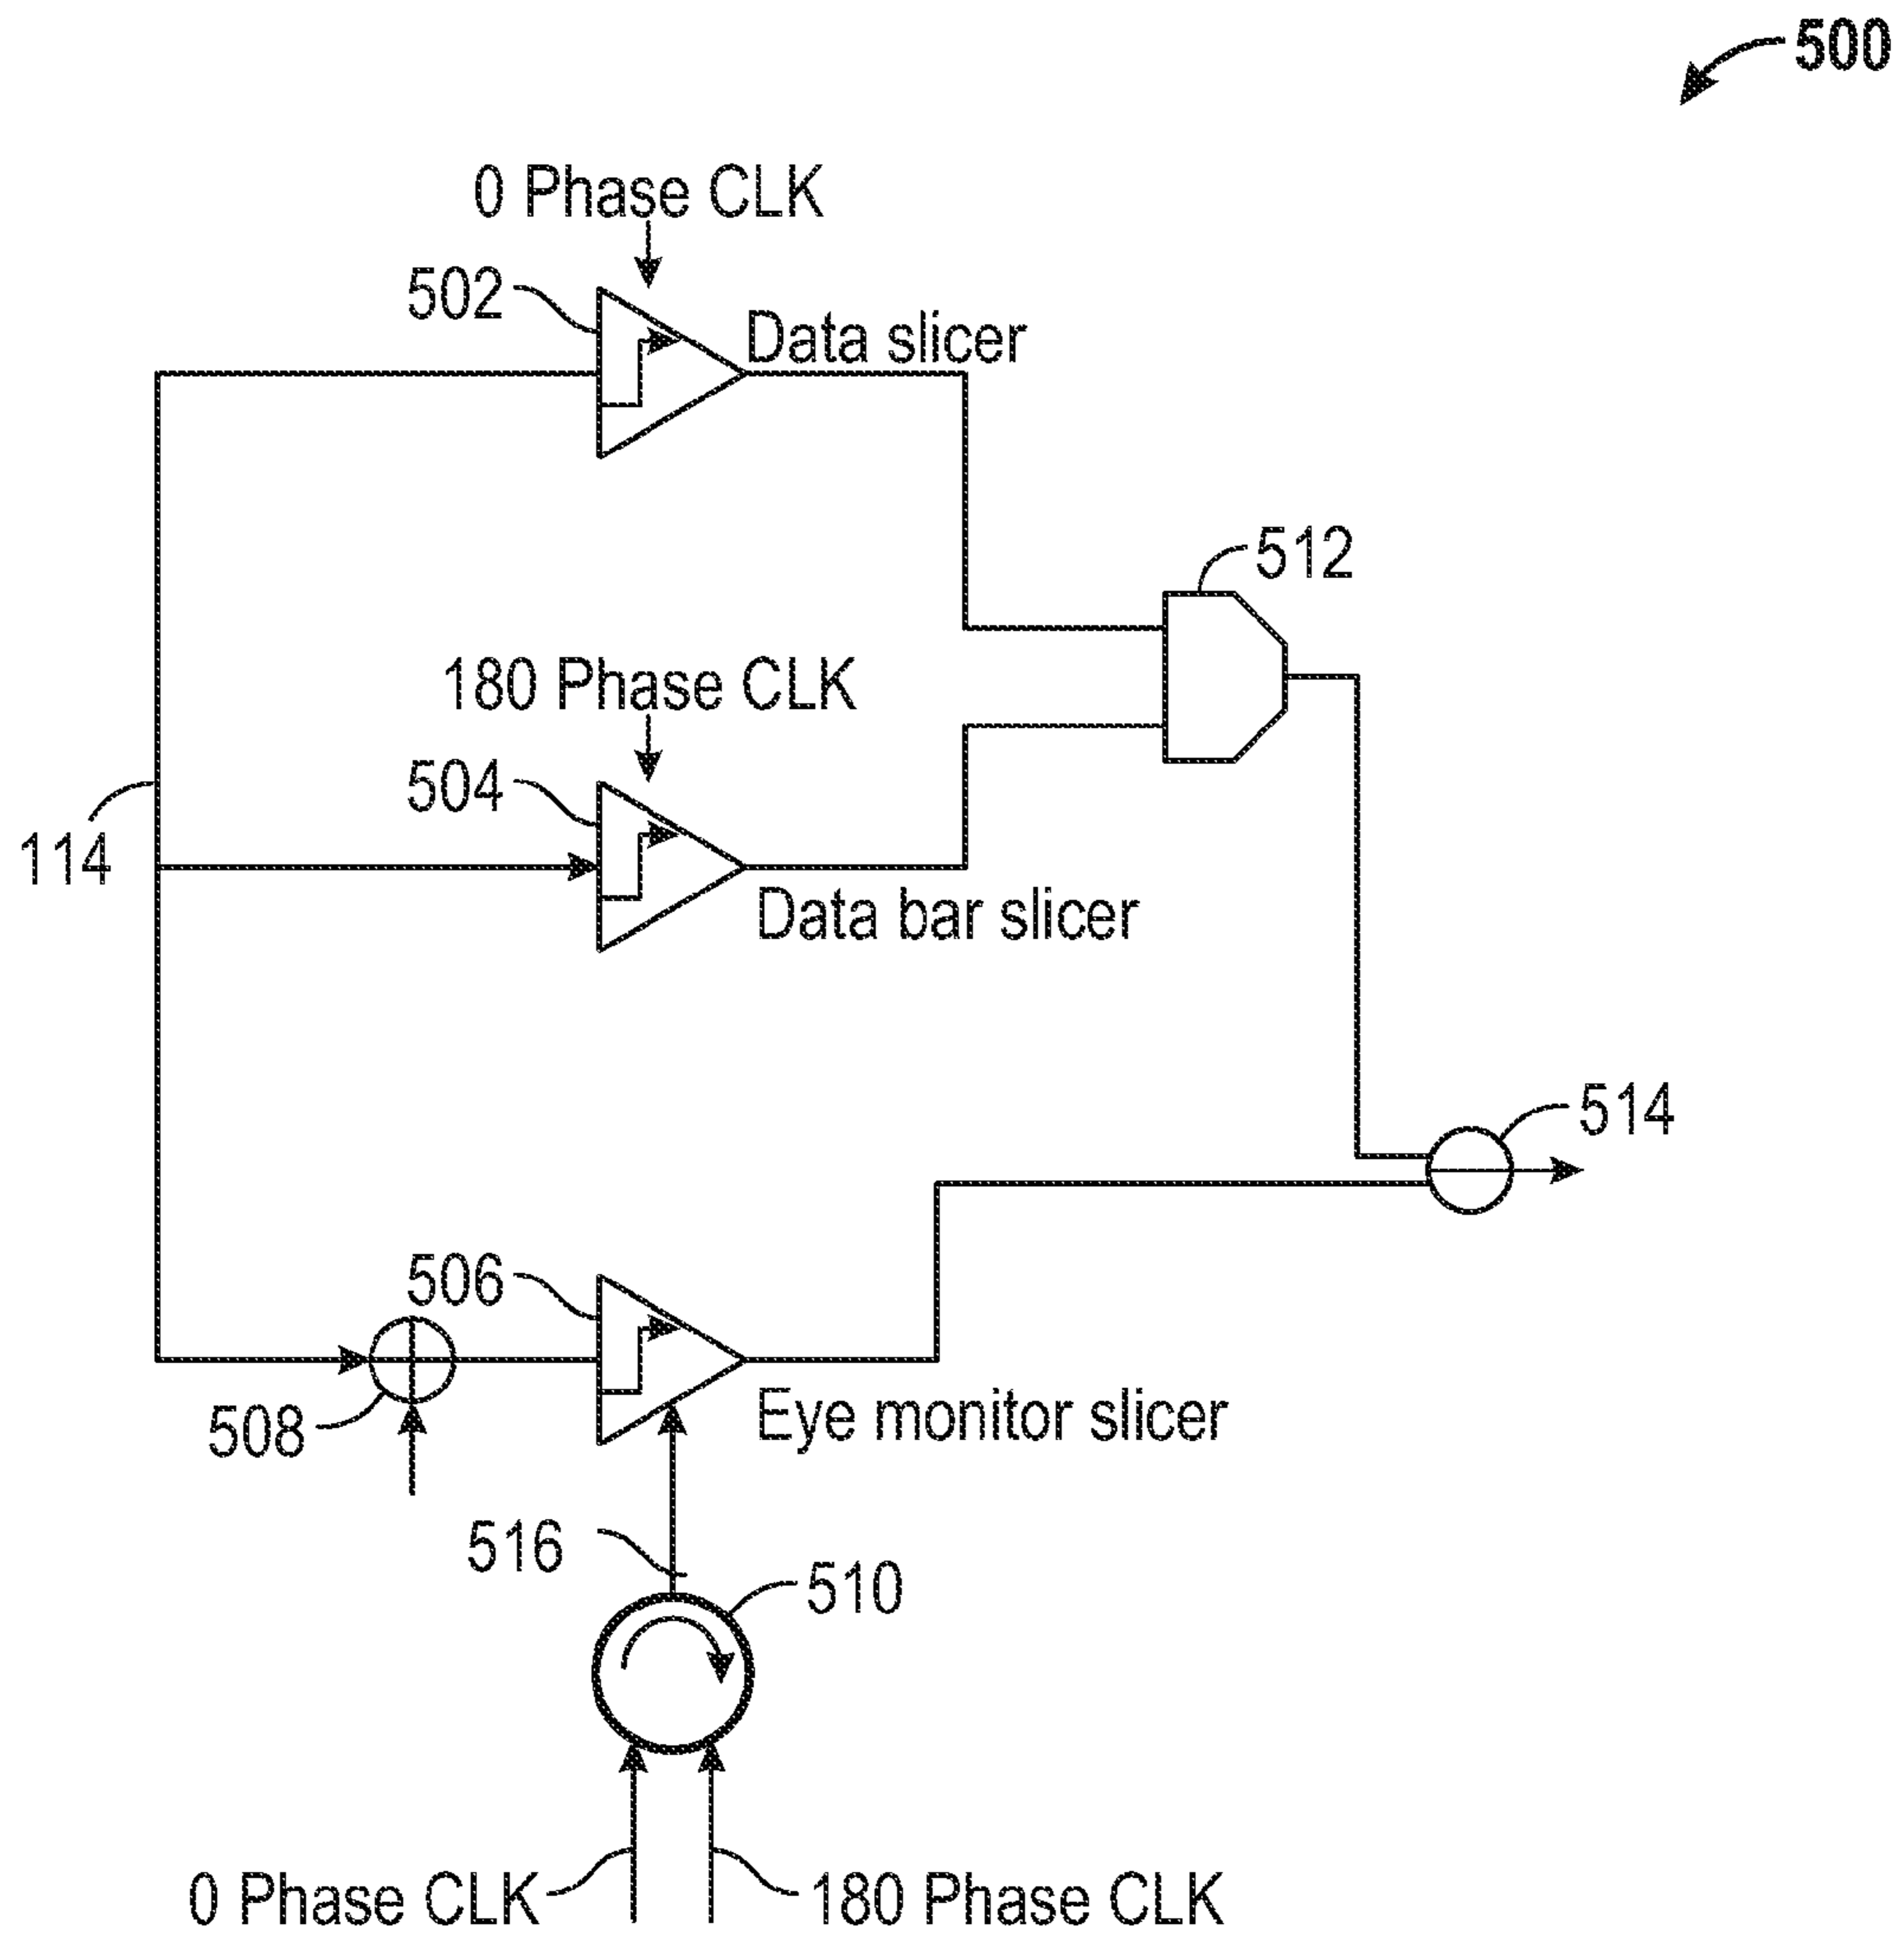 500
0 Phase CLK
502
Data slicer
512
180 Phase CLK
504
114
Data bar slicer
514
506
508
Eye monitor slicer
516
510
0 Phase CLK
180 Phase CLK